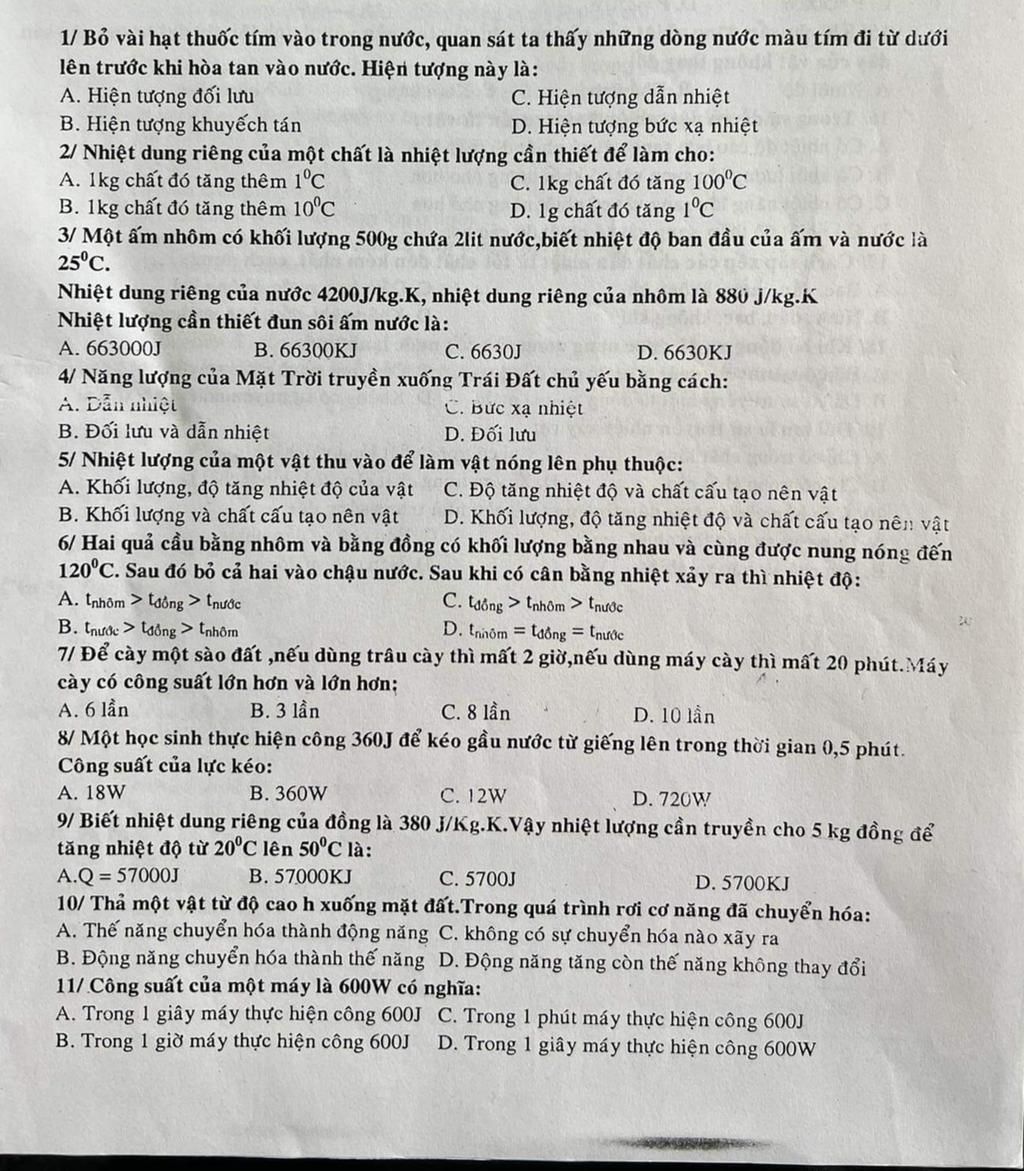 1/ Bỏ vài hạt thuốc tím vào trong nước, quan sát ta thấy những dòng nước màu tím đi từ dưới
lên trước khi hòa tan vào nước. Hiện tượng này là:
A. Hiện tượng đối lưu C. Hiện tượng dẫn nhiệt
B. Hiện tượng khuyếch tán D. Hiện tượng bức xạ nhiệt
2/ Nhiệt dung riêng của một chất là nhiệt lượng cần thiết để làm cho:
A. 1kg chất đó tăng thêm 1⁰C C. 1kg chất đó tăng 100⁰C
B. 1kg chất đó tăng thêm 10⁰C D. 1g chất đó tăng 1⁰C
3/ Một ấm nhôm có khối lượng 500g chứa 2lit nước,biết nhiệt độ ban đầu của ấm và nước là
25⁰C.
Nhiệt dung riêng của nước 4200J/kg.K, nhiệt dung riêng của nhôm là 880 j/kg.K
Nhiệt lượng cần thiết đun sôi ấm nước là:
A. 663000J B. 66300KJ C. 6630J D. 6630KJ
4/ Năng lượng của Mặt Trời truyền xuống Trái Đất chủ yếu bằng cách:
A. Dẫn nhiệt C. Bức xạ nhiệt
B. Đối lưu và dẫn nhiệt D. Đối lưu
5/ Nhiệt lượng của một vật thu vào để làm vật nóng lên phụ thuộc:
A. Khối lượng, độ tăng nhiệt độ của vật C. Độ tăng nhiệt độ và chất cấu tạo nên vật
B. Khối lượng và chất cấu tạo nên vật D. Khối lượng, độ tăng nhiệt độ và chất cấu tạo nên vật
6/ Hai quả cầu bằng nhôm và bằng đồng có khối lượng bằng nhau và cùng được nung nóng đến
120⁰C. Sau đó bỏ cả hai vào chậu nước. Sau khi có cân bằng nhiệt xảy ra thì nhiệt độ:
A. tnhôm > tđồng > tnước C. tđồng > tnhôm > tnước
B. tnước > tđồng > tnhôm D. tnhôm = tđồng = tnước
7/ Để cày một sào đất ,nếu dùng trâu cày thì mất 2 giờ,nếu dùng máy cày thì mất 20 phút.Máy
cày có công suất lớn hơn và lớn hơn;
A. 6 lần B. 3 lần C. 8 lần D. 10 lần
8/ Một học sinh thực hiện công 360J để kéo gầu nước từ giếng lên trong thời gian 0,5 phút.
Công suất của lực kéo:
A. 18W B. 360W C. 12W D. 720W
9/ Biết nhiệt dung riêng của đồng là 380 J/Kg.K.Vậy nhiệt lượng cần truyền cho 5 kg đồng để
tăng nhiệt độ từ 20⁰C lên 50⁰C là:
A.Q = 57000J B. 57.000KJ C. 5700J D. 5700KJ
10/ Thả một vật từ độ cao h xuống mặt đất.Trong quá trình rơi cơ năng đã chuyển hóa:
A. Thế năng chuyển hóa thành động năng C. không có sự chuyển hóa nào xãy ra
B. Động năng chuyển hóa thành thế năng D. Động năng tăng còn thế năng không thay đổi
11/ Công suất của một máy là 600W có nghĩa:
A. Trong 1 giây máy thực hiện công 600J C. Trong 1 phút máy thực hiện công 600J
B. Trong 1 giờ máy thực hiện công 600J D. Trong 1 giây máy thực hiện công 600W